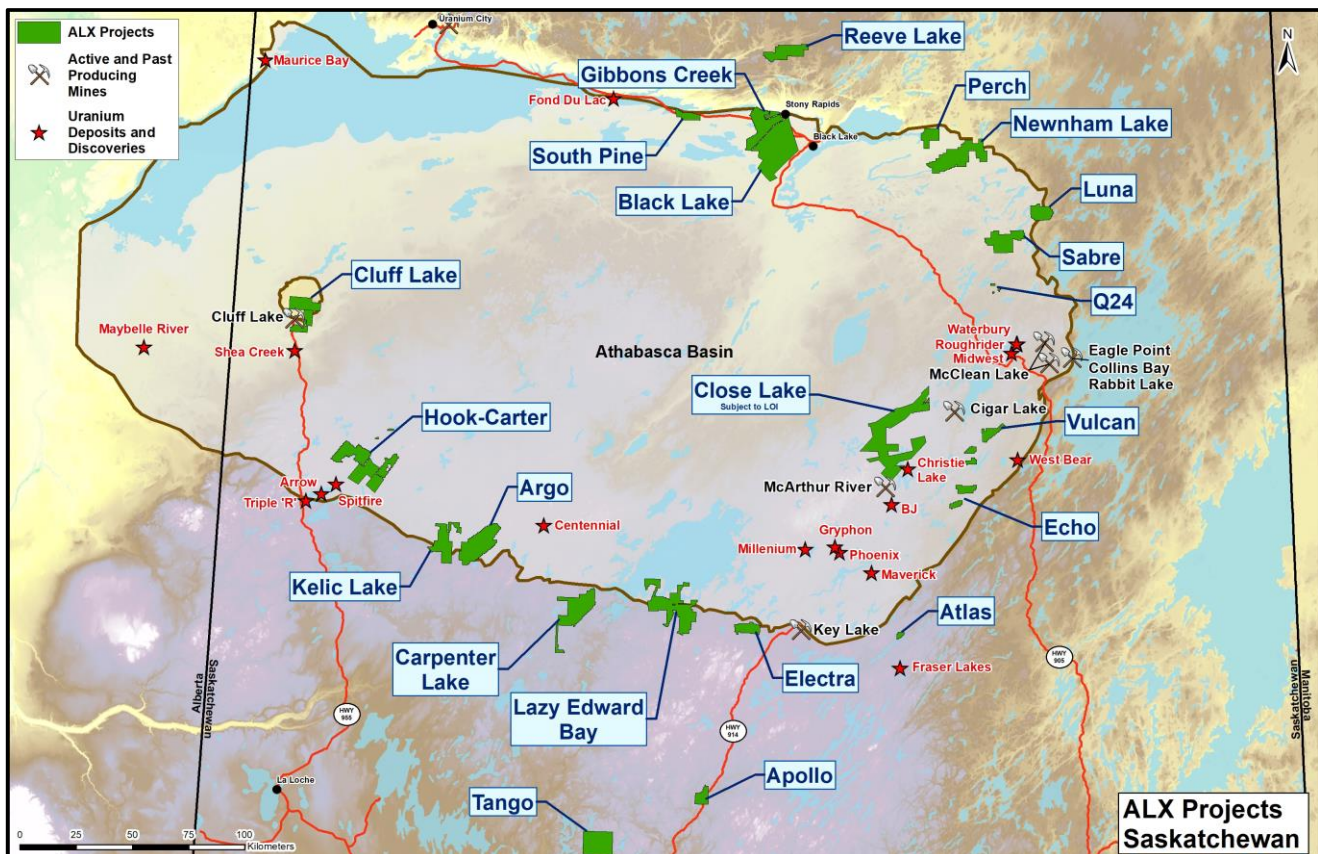 ALX Projects
Active and Past
Producing
Mines
Uranium
Deposits and
Discoveries
Uranium City
Maurice Bay
Reeve Lake
N
Gibbons Creek
Fond Du Lac
Stony Rapids
Perch
Newnham Lake
South Pine
Black Lake
Black Lake
Luna
Sabre
Cluff Lake
Q24
Cluff Lake
Maybelle River
Shea Creek
Athabasca Basin
Waterbury
Roughrider
Midwest
McClean Lake
Eagle Point
Collins Bay
Rabbit Lake
Close Lake
Subject to LOI
Cigar Lake
Hook-Carter
Vulcan
Christie
Lake
West Bear
Arrow
Triple 'R'
Spitfire
Argo
McArthur River
BJ
Centennial
Echo
Gryphon
Millenium
Phoenix
Maverick
Kelic Lake
Atlas
Key Lake
Carpenter
Lake
Electra
Fraser Lakes
Lazy Edward
Bay
Alberta
Saskatchewan
Saskatchewan
Manitoba
HWY
905
HWY
955
HWY
914
La Loche
Apollo
Tango
0 25 50 75 100
Kilometers
ALX Projects
Saskatchewan